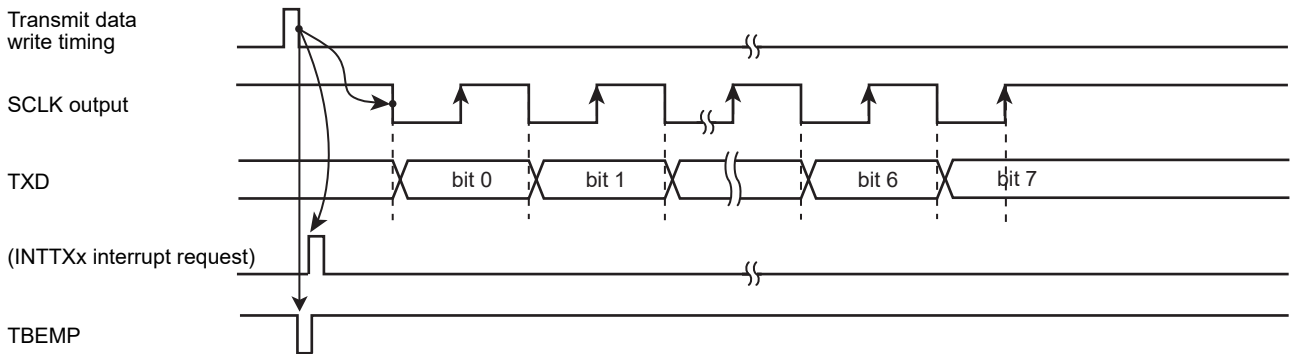 Transmit data
write timing
SCLK output
TXD
bit 0
bit 1
bit 6
bit 7
(INTTXx interrupt request)
TBEMP